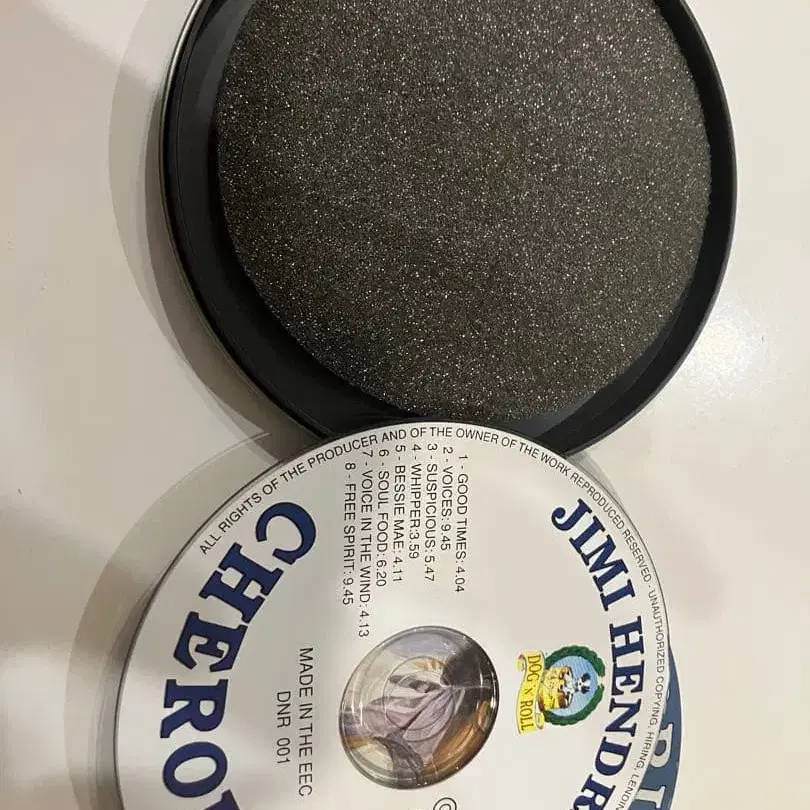 JIMI HENDR
ALL RIGHTS OF THE PRODUCER AND OF THE OWNER OF THE WORK REPRODUCED RESERVED - UNAUTHORIZED COPYING, HIRING, LENDIN
DOG 'N' ROLL
1 - GOOD TIMES: 4.04
2 - VOICES: 9.45
3 - SUSPICIOUS: 5.47
4 - WHIPPER: 3.59
5 - BESSIE MAE: 4.11
6 - SOUL FOOD: 6.20
7 - VOICE IN THE WIND: 4.13
8 - FREE SPIRIT: 9.45
MADE IN THE EEC
DNR 001
CHERO